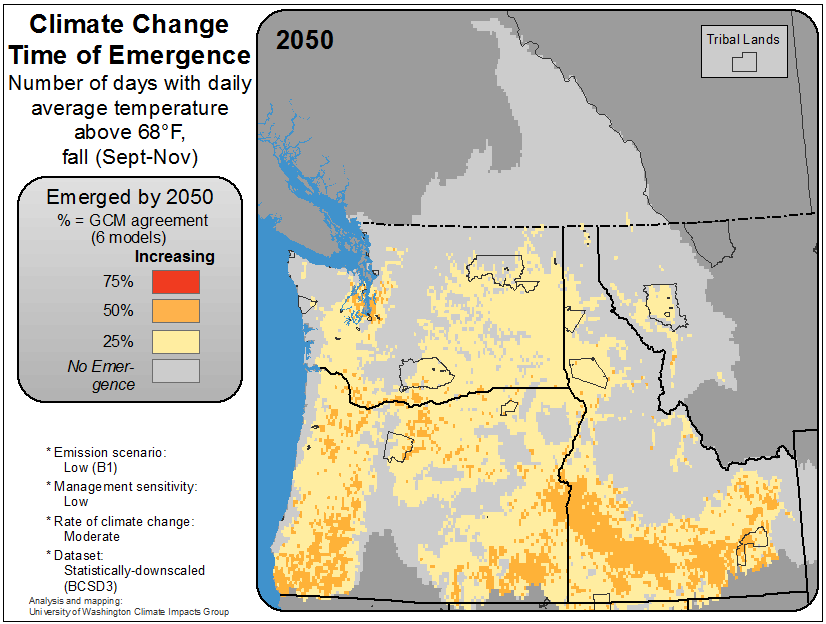 Climate Change
Time of Emergence
Number of days with daily
average temperature
above 68°F,
fall (Sept-Nov)
Emerged by 2050
% = GCM agreement
(6 models)
Increasing
75%
50%
25%
No Emer-
gence
* Emission scenario:
Low (B1)
* Management sensitivity:
Low
* Rate of climate change:
Moderate
* Dataset:
Statistically-downscaled
(BCSD3)
Analysis and mapping:
University of Washington Climate Impacts Group
2050
Tribal Lands